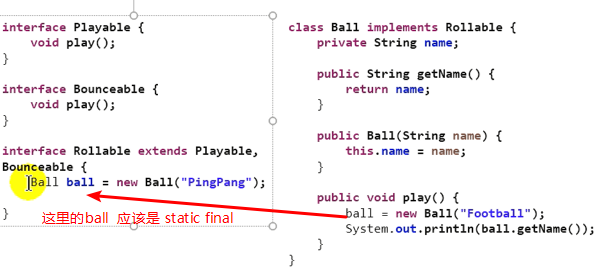 interface Playable {
void play();
}
interface Bounceable {
void play();
}
interface Rollable extends Playable,
Bounceable {
Ball ball = new Ball("PingPang");
}
这里的ball 应该是 static final
class Ball implements Rollable {
private String name;
public String getName() {
return name;
}
public Ball(String name) {
this.name = name;
}
public void play() {
ball = new Ball("Football");
System.out.println(ball.getName());
}
}